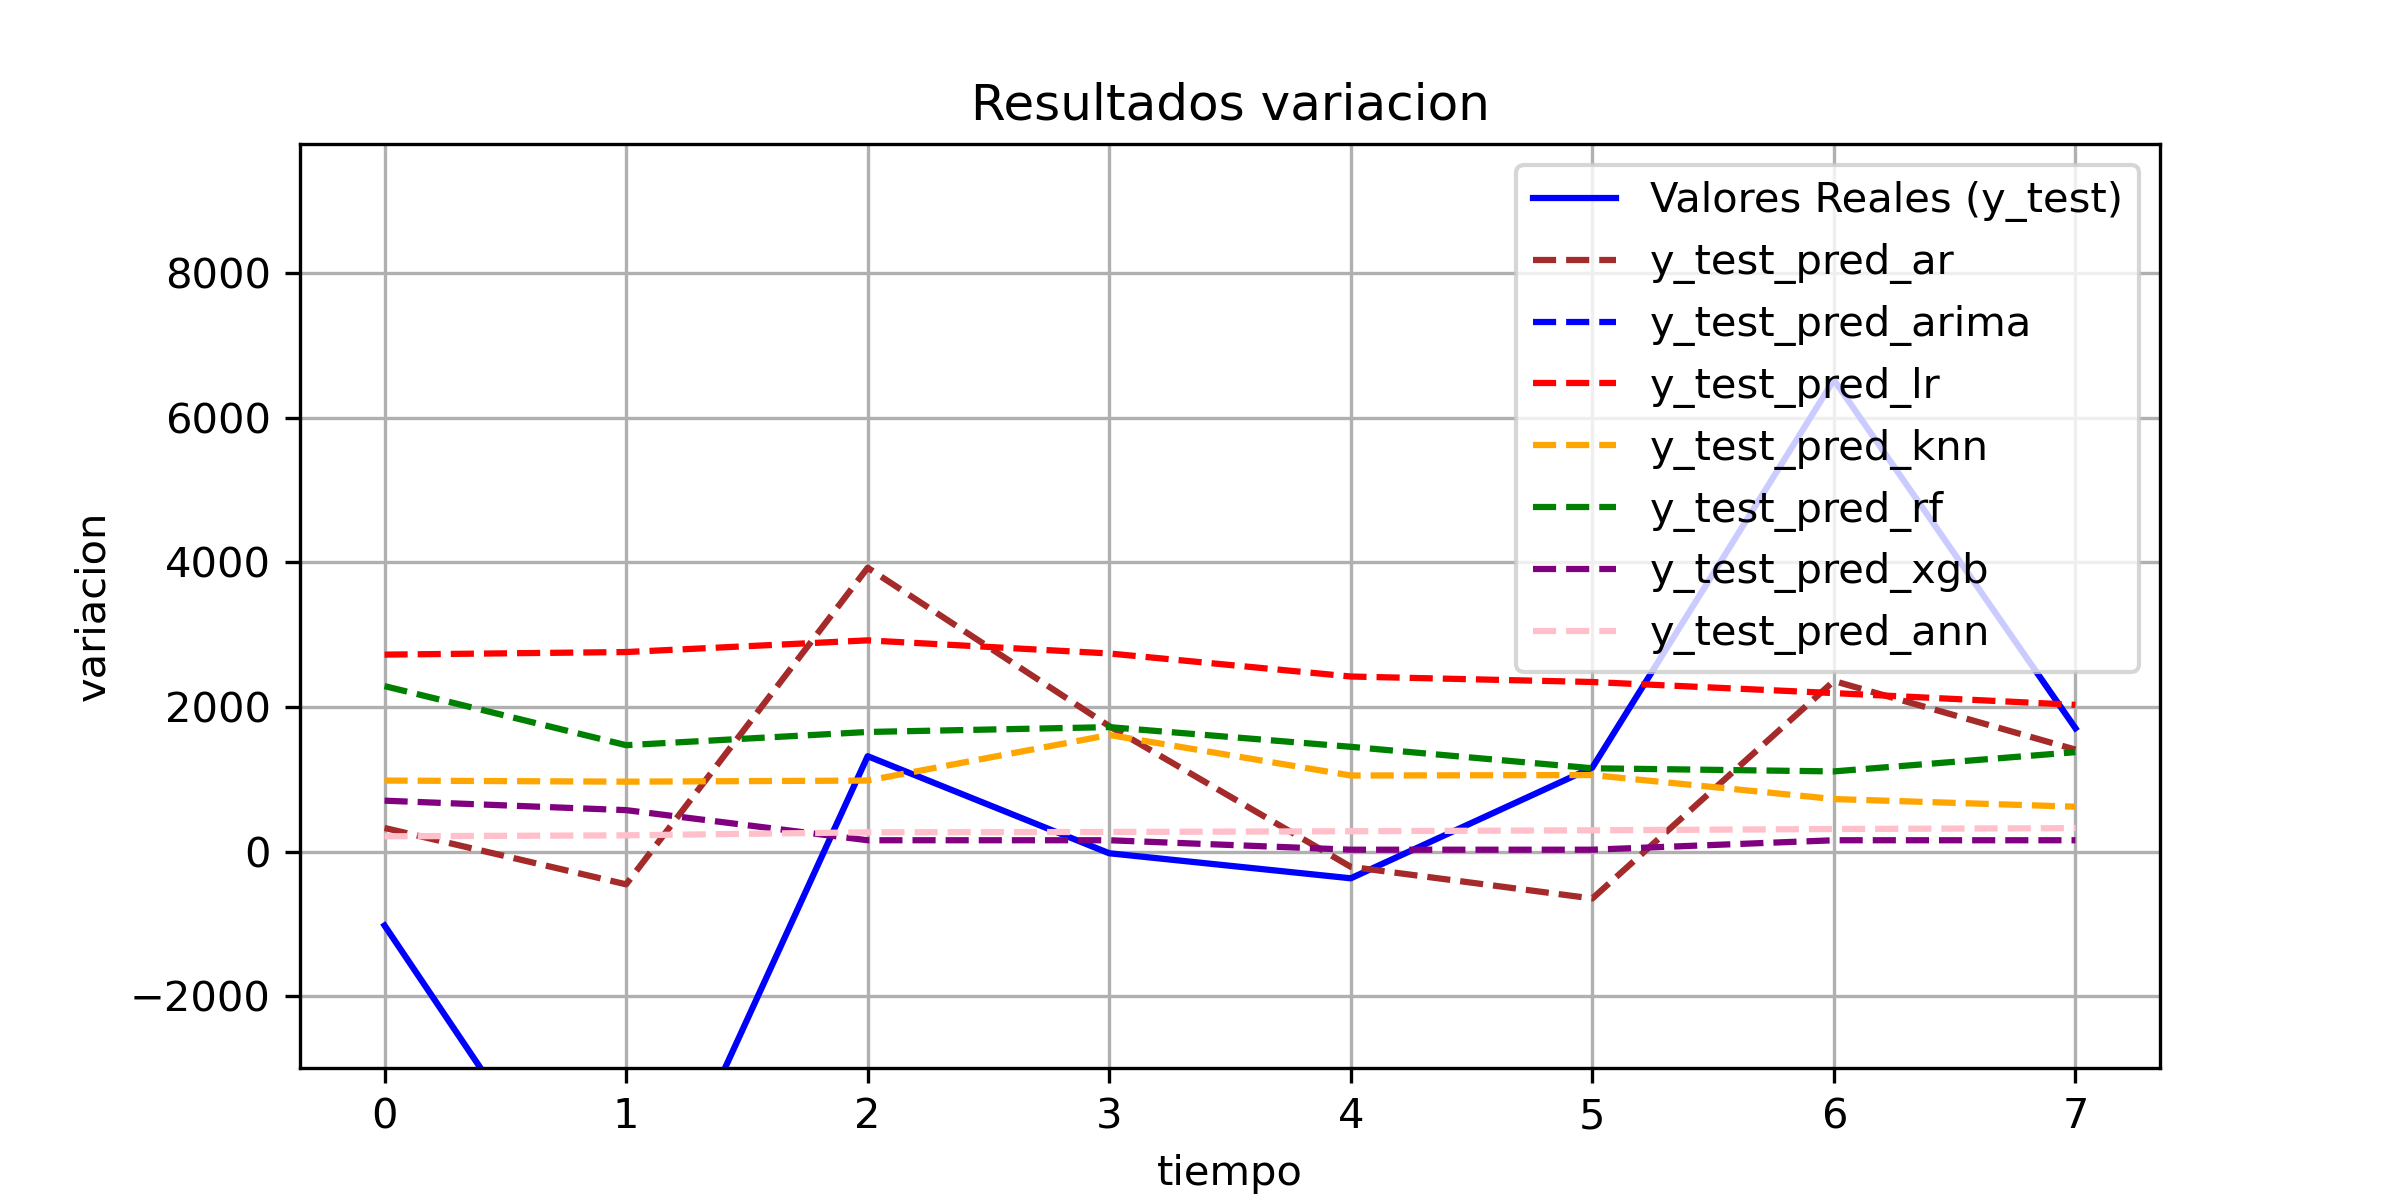 Resultados variacion
Valores Reales (y_test)
y_test_pred_ar
y_test_pred_arima
y_test_pred_lr
y_test_pred_knn
y_test_pred_rf
y_test_pred_xgb
y_test_pred_ann
variacion
8000
6000
4000
2000
0
−2000
0 1 2 3 4 5 6 7
tiempo